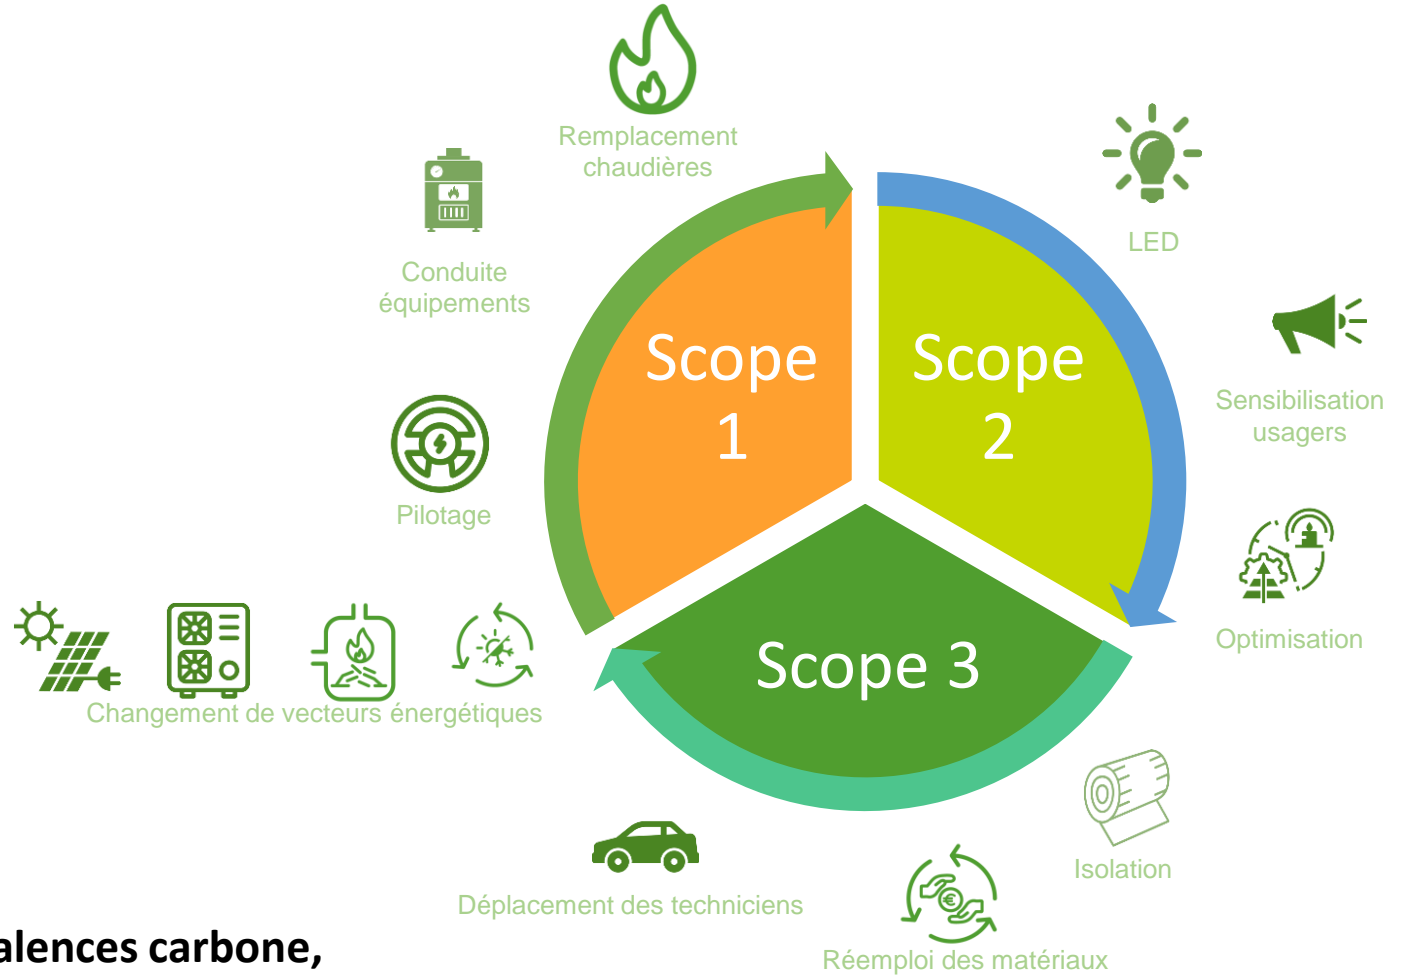 Remplacement
chaudières
LED
Conduite
équipements
Scope
1
Scope
2
Sensibilisation
usagers
Pilotage
Optimisation
Scope 3
Changement de vecteurs énergétiques
Isolation
Déplacement des techniciens
Réemploi des matériaux
alences carbone,